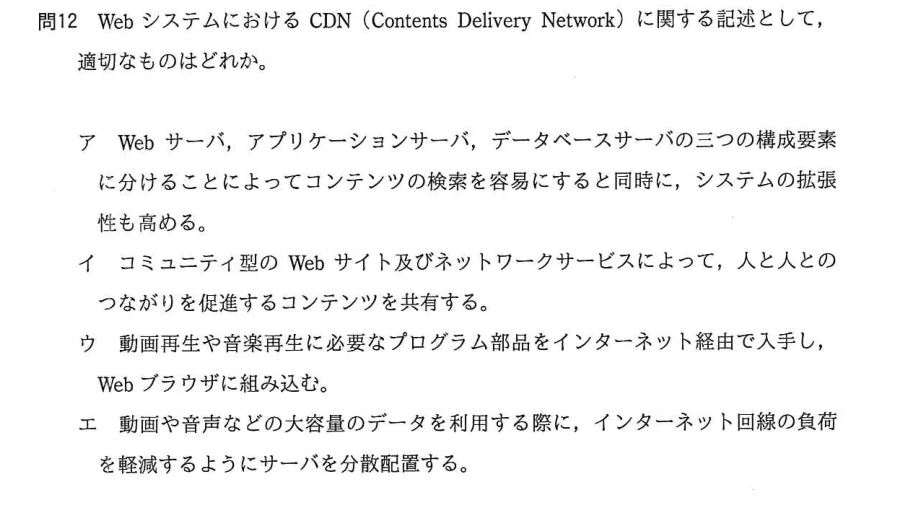 問12 Web システムにおける CDN（Contents Delivery Network）に関する記述として，
適切なものはどれか。
ア Web サーバ，アプリケーションサーバ，データベースサーバの三つの構成要素
に分けることによってコンテンツの検索を容易にすると同時に，システムの拡張
性も高める。
イ コミュニティ型の Web サイト及びネットワークサービスによって，人と人との
つながりを促進するコンテンツを共有する。
ウ 動画再生や音楽再生に必要なプログラム部品をインターネット経由で入手し，
Web ブラウザに組み込む。
エ 動画や音声などの大容量のデータを利用する際に，インターネット回線の負荷
を軽減するようにサーバを分散配置する。